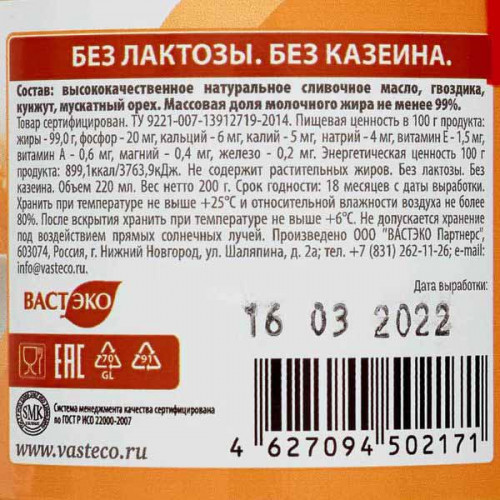 БЕЗ ЛАКТОЗЫ. БЕЗ КАЗЕИНА.
Состав: высококачественное натуральное сливочное масло, гвоздика,
кунжут, мускатный орех. Массовая доля молочного жира не менее 99%.
Товар сертифицирован. ТУ 9221-007-13912719-2014. Пищевая ценность в 100 г продукта:
жиры - 99,0 г, фосфор - 20 мг, кальций - 6 мг, калий - 5 мг, натрий - 4 мг, витамин Е - 1,5 мг,
витамин А - 0,6 мг, магний - 0,4 мг, железо - 0,2 мг. Энергетическая ценность 100 г
продукта: 899,1ккал/3763,9кДж. Не содержит растительных жиров. Без лактозы. Без
казеина. Объем 220 мл. Вес нетто 200 г. Срок годности: 18 месяцев с даты выработки.
Хранить при температуре не выше +25°С и относительной влажности воздуха не более
80%. После вскрытия хранить при температуре не выше +6°С. Не допускается хранение
под воздействием прямых солнечных лучей. Произведено ООО "ВАСТЭКО Партнерс",
603074, Россия, г. Нижний Новгород, ул. Шаляпина, д. 2а; тел.: +7 (831) 262-11-26; e-mail:
info@vasteco.ru.
Дата выработки:
ВАСТЭКО
16 03 2022
EAC
70
GL
91
SMK
Система менеджмента качества сертифицирована
по ГОСТ Р ИСО 22000-2007
www.vasteco.ru
4 627094 502171